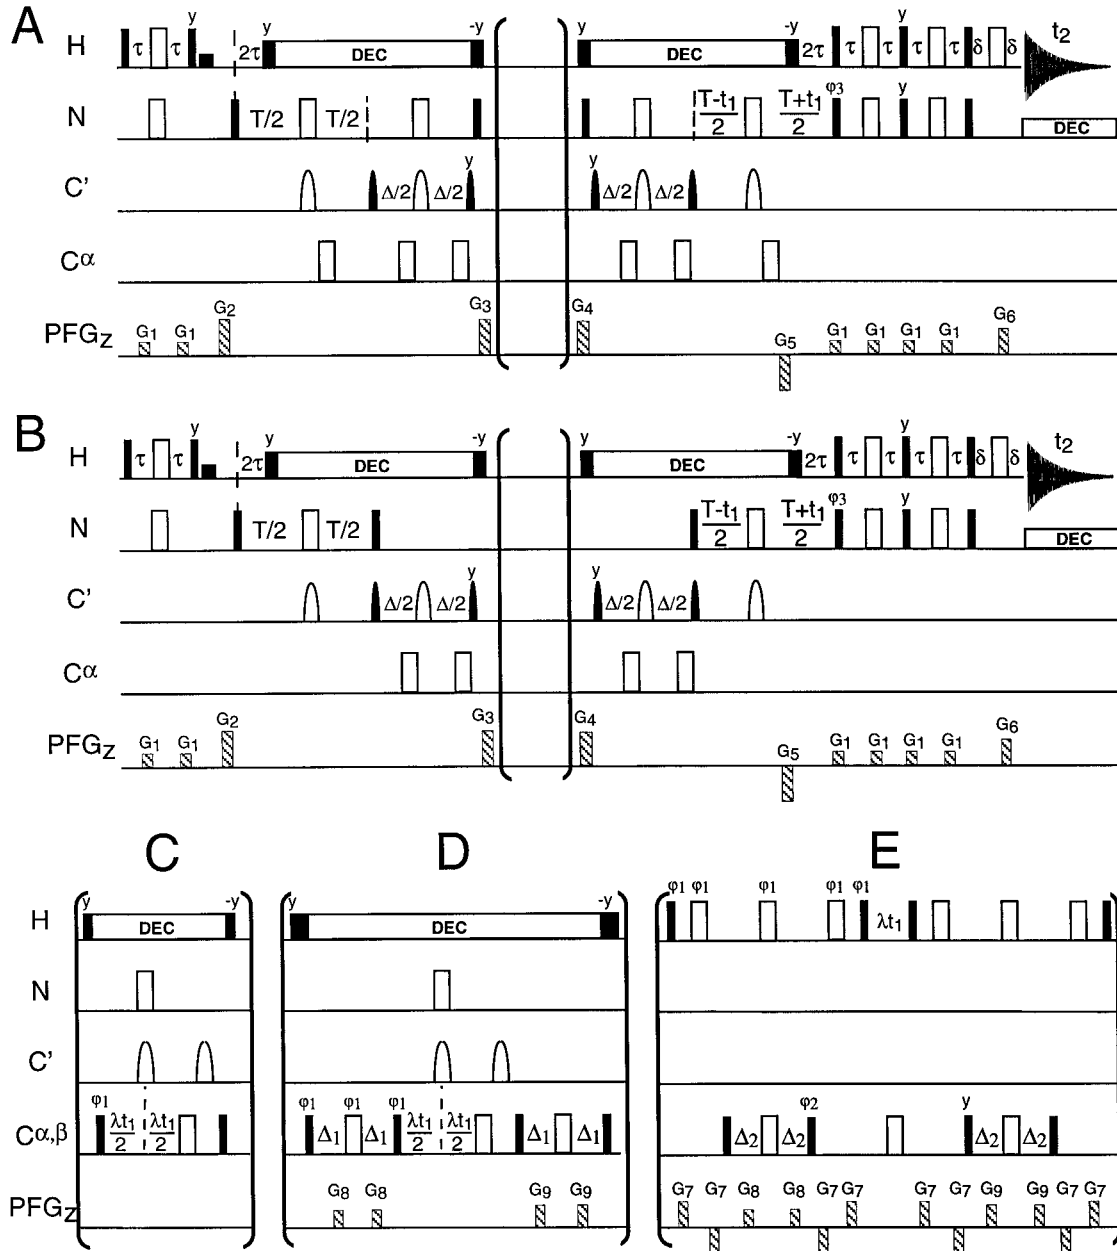 A
H τ τ y 2τ y DEC -y y DEC -y 2τ τ τ y τ τ δ δ t2
N T/2 T/2 T-t1/2 T+t1/2 φ3 y DEC
C' Δ/2 Δ/2 y y Δ/2 Δ/2
Cα
PFGZ G1 G1 G2 G3 G4 G5 G1 G1 G1 G1 G6
B
H τ τ y 2τ y DEC -y y DEC -y 2τ τ τ y τ τ δ δ t2
N T/2 T/2 T-t1/2 T+t1/2 φ3 y DEC
C' Δ/2 Δ/2 y y Δ/2 Δ/2
Cα
PFGZ G1 G1 G2 G3 G4 G5 G1 G1 G1 G1 G6
C D E
H y DEC -y y DEC -y φ1 φ1 φ1 φ1 φ1 λt1
N
C'
Cα,β φ1 λt1/2 λt1/2 φ1 Δ1 φ1 Δ1 φ1 λt1/2 λt1/2 Δ1 Δ1 Δ2 Δ2 φ2 y Δ2 Δ2
PFGZ G8 G8 G9 G9 G7 G7 G8 G8 G7 G7 G7 G7 G9 G9 G7 G7